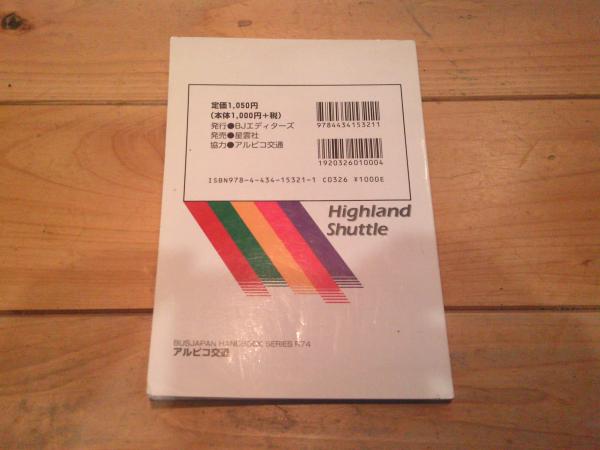 定価1,050円
(本体1,000円+税)
発行●BJエディターズ
発売●星雲社
協力●アルピコ交通
9784434153211
1920326010004
ISBN978-4-434-15321-1 C0326 ¥1000E
Highland
Shuttle
BUSJAPAN HANDBOOK SERIES R74
アルピコ交通